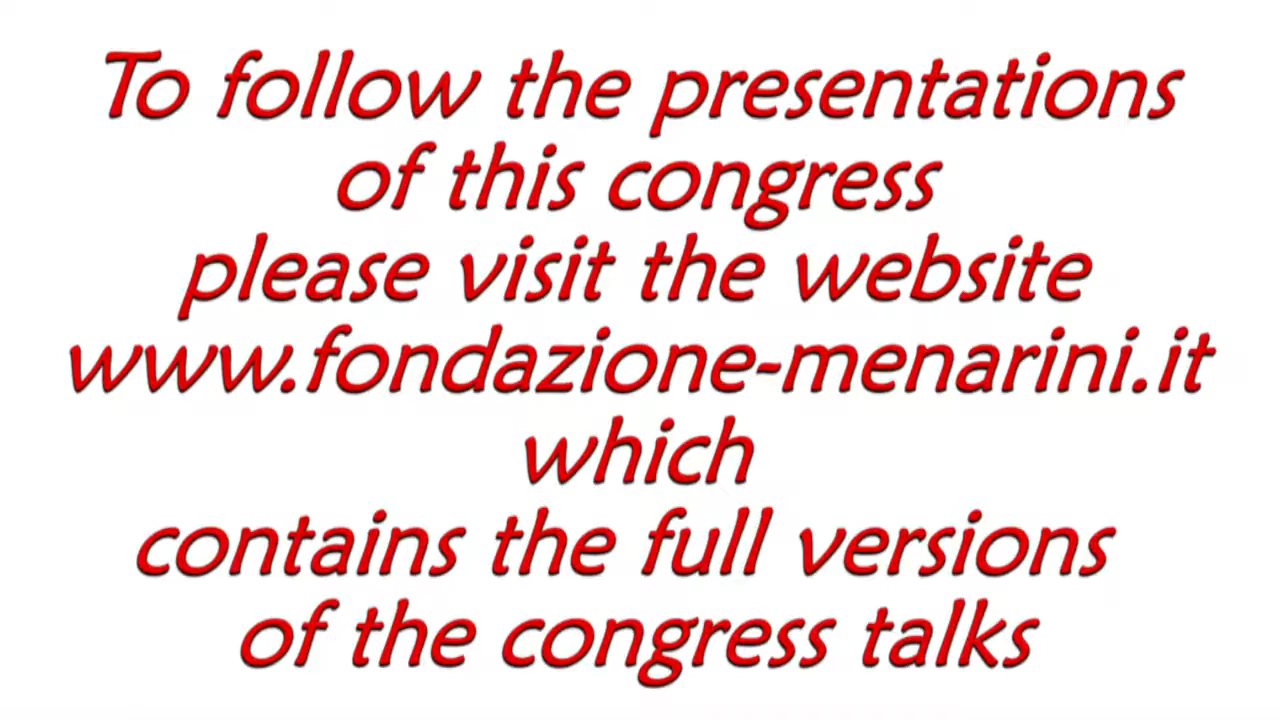 To follow the presentations
of this congress
please visit the website
www.fondazione-menarini.it
which
contains the full versions
of the congress talks